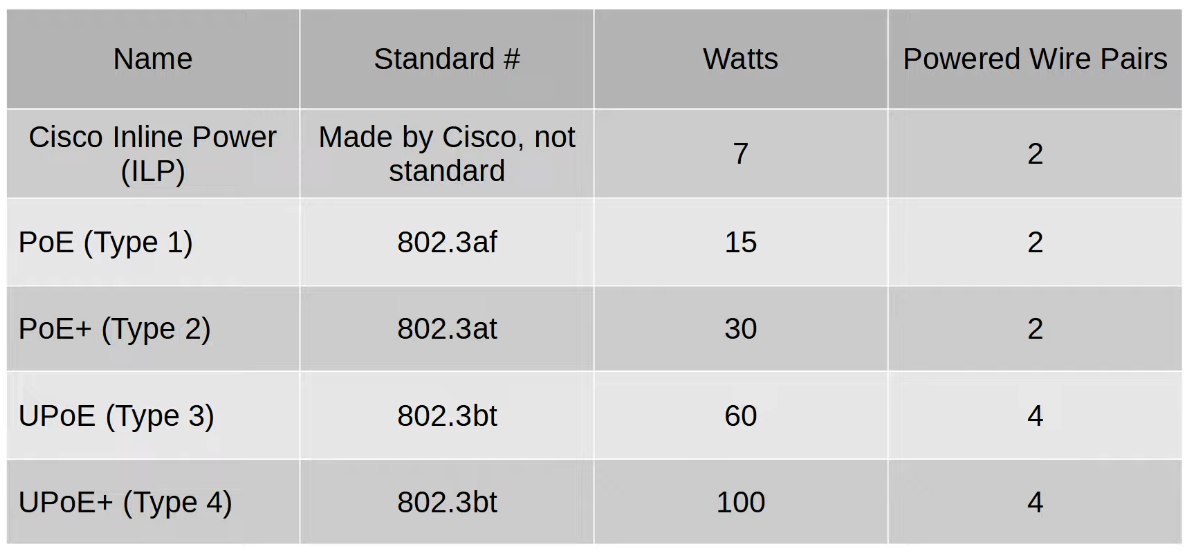 Name Standard # Watts Powered Wire Pairs
Cisco Inline Power (ILP) Made by Cisco, not standard 7 2
PoE (Type 1) 802.3af 15 2
PoE+ (Type 2) 802.3at 30 2
UPoE (Type 3) 802.3bt 60 4
UPoE+ (Type 4) 802.3bt 100 4